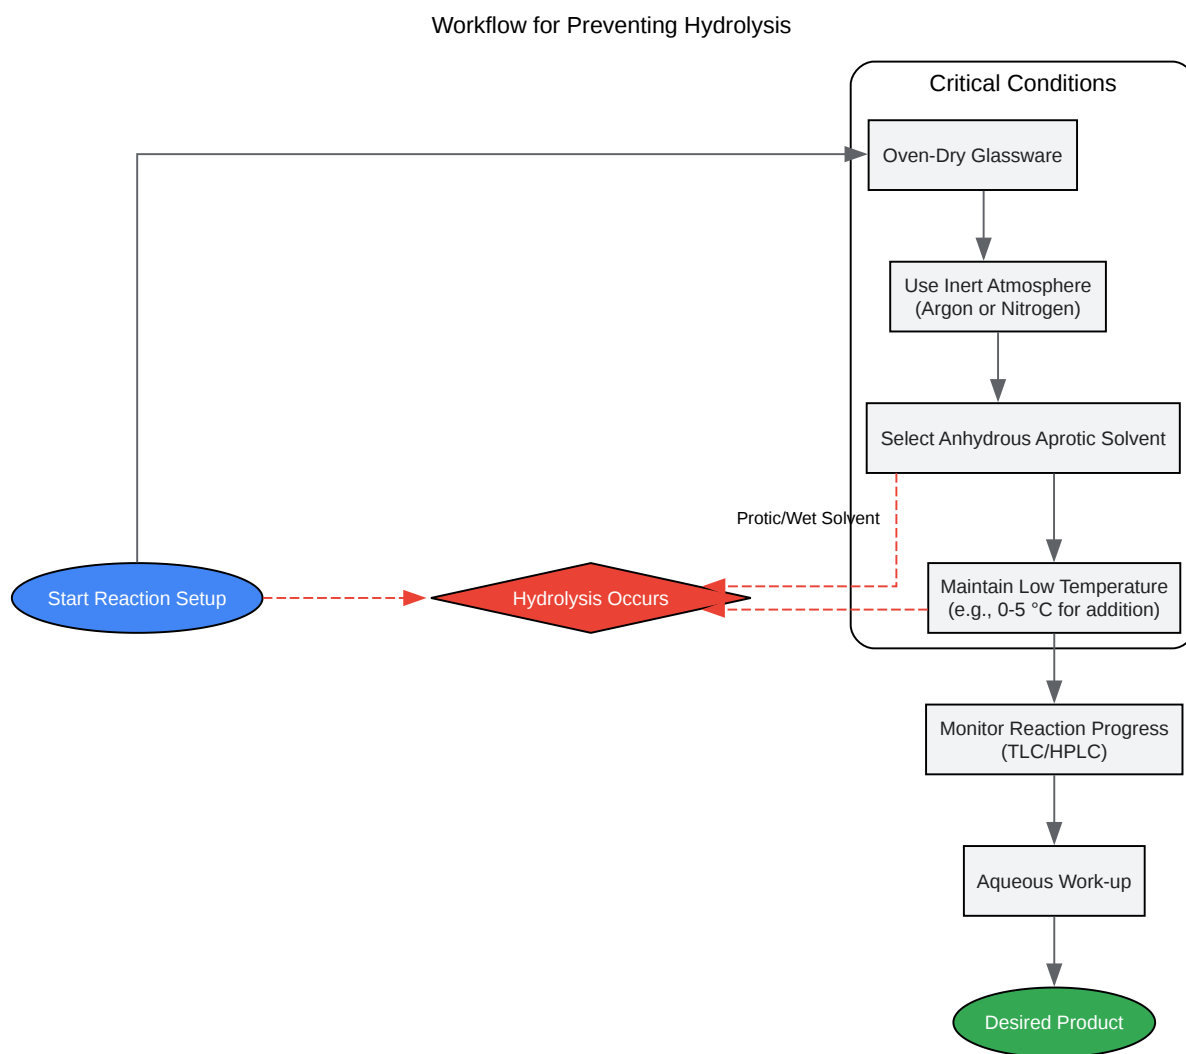 Workflow for Preventing Hydrolysis
Critical Conditions
Oven-Dry Glassware
Use Inert Atmosphere
(Argon or Nitrogen)
Select Anhydrous Aprotic Solvent
Protic/Wet Solvent
Start Reaction Setup
Hydrolysis Occurs
Maintain Low Temperature
(e.g., 0-5 °C for addition)
Monitor Reaction Progress
(TLC/HPLC)
Aqueous Work-up
Desired Product